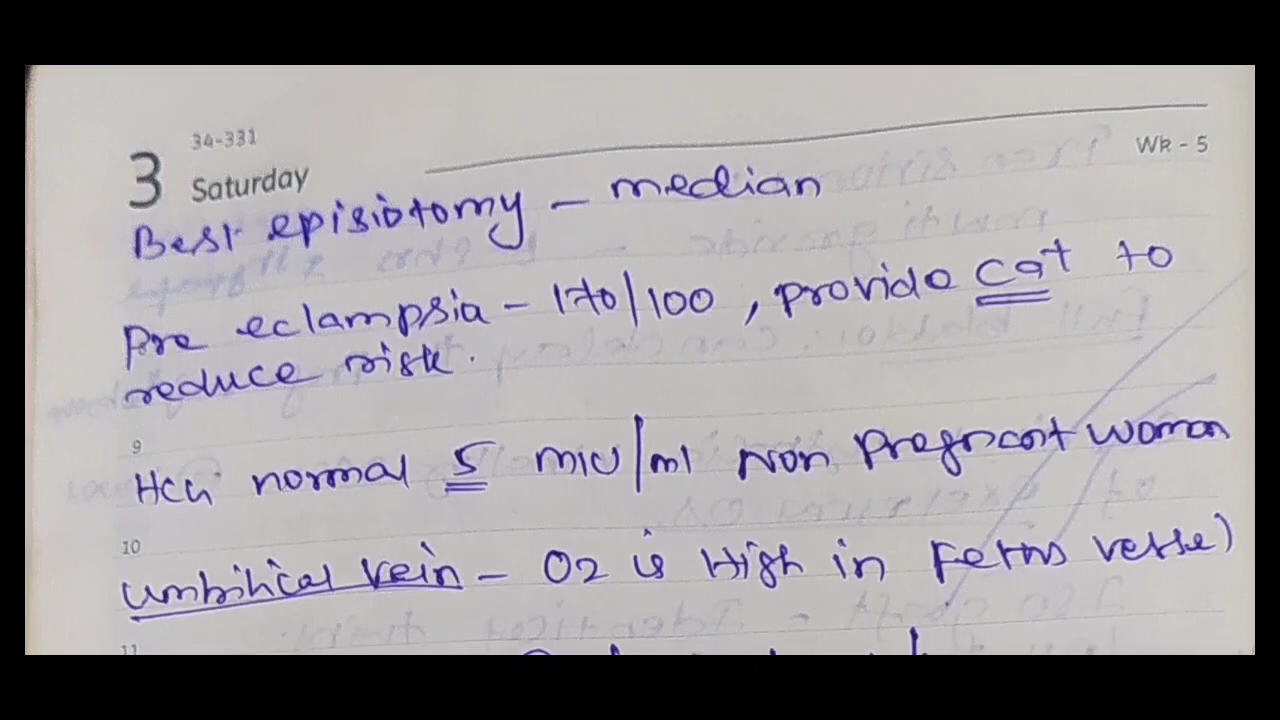 34-331
3 Saturday
Wk - 5
Best episiotomy - median
Pre eclampsia - 170/100, provide cat to
reduce risk.
9
HCG normal 5 mIU/ml Non pregnant woman
10
umbilical vein - O2 is High in Fetus vessel
11